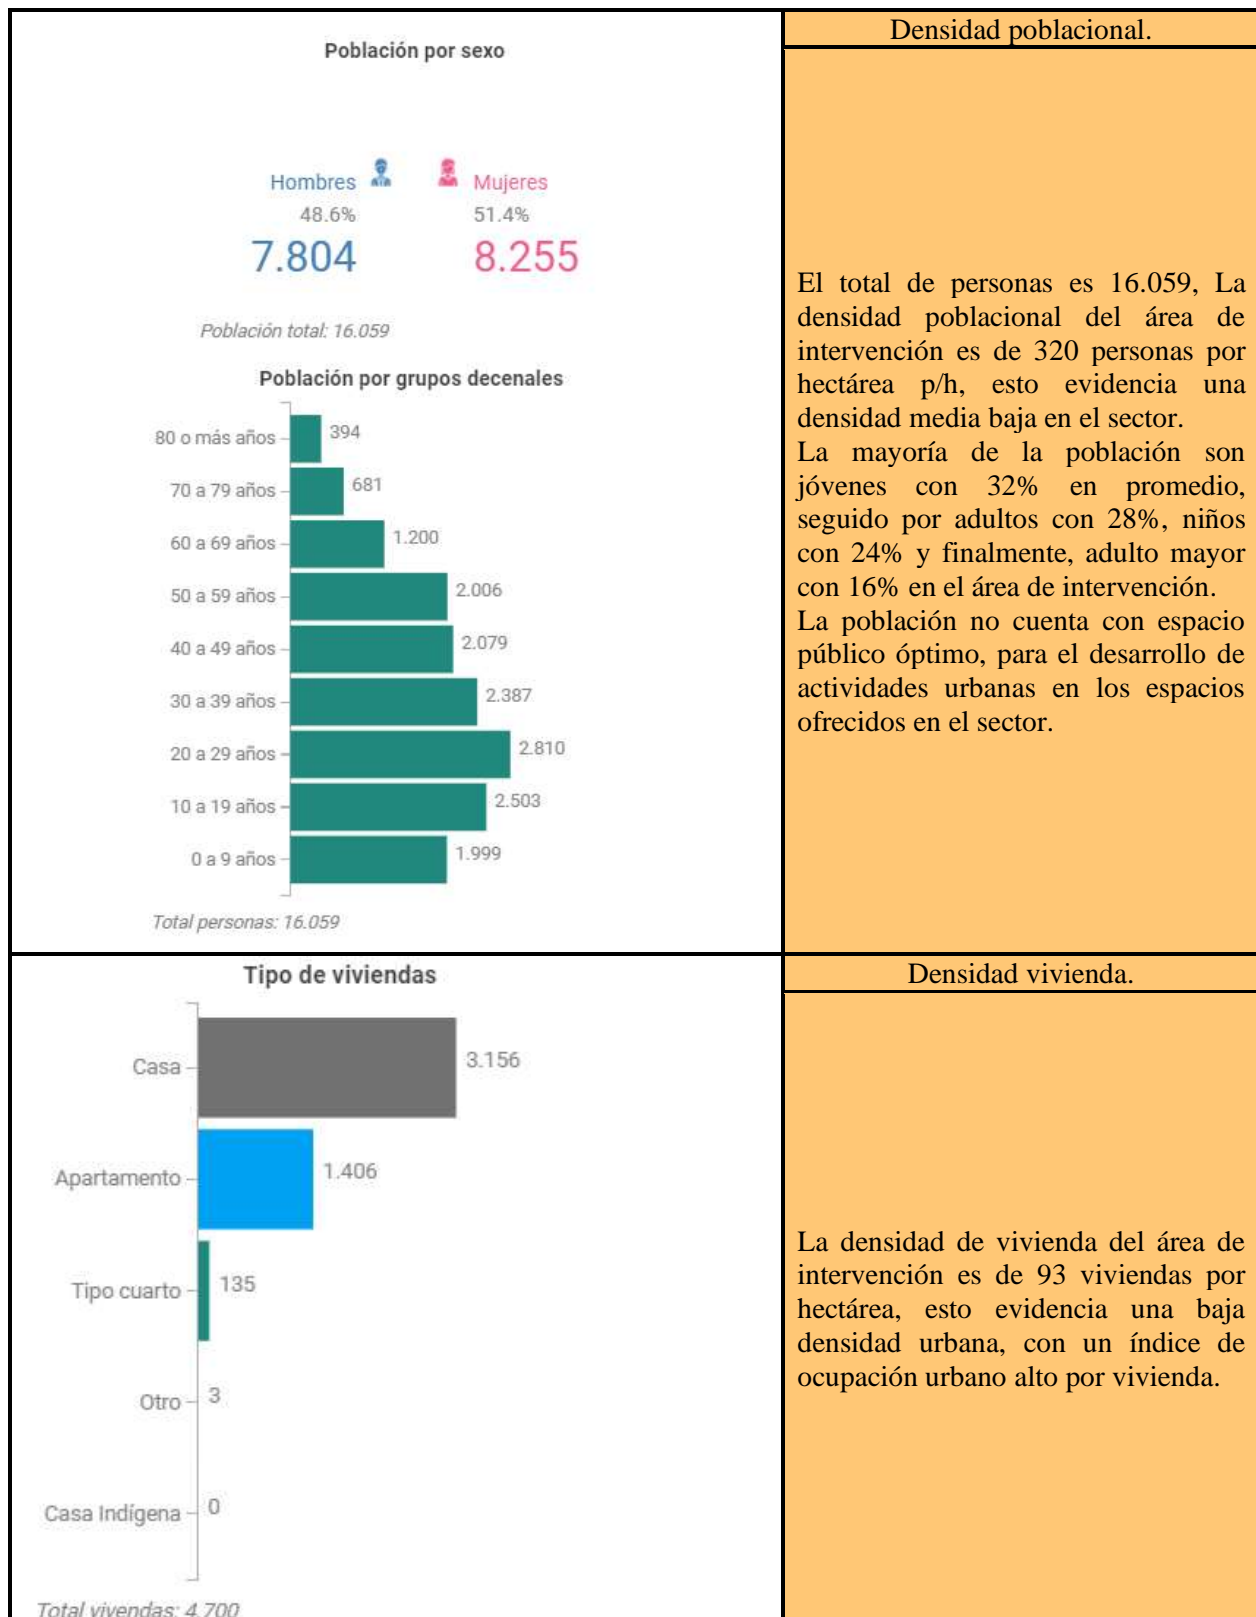 Población por sexo
Hombres
Mujeres
48.6%
51.4%
7.804
8.255
Población total: 16.059
Población por grupos decenales
80 o más años
394
70 a 79 años
681
60 a 69 años
1.200
50 a 59 años
2.006
40 a 49 años
2.079
30 a 39 años
2.387
20 a 29 años
2.810
10 a 19 años
2.503
0 a 9 años
1.999
Total personas: 16.059
Densidad poblacional.
El total de personas es 16.059, La
densidad poblacional del área de
intervención es de 320 personas por
hectárea p/h, esto evidencia una
densidad media baja en el sector.
La mayoría de la población son
jóvenes con 32% en promedio,
seguido por adultos con 28%, niños
con 24% y finalmente, adulto mayor
con 16% en el área de intervención.
La población no cuenta con espacio
público óptimo, para el desarrollo de
actividades urbanas en los espacios
ofrecidos en el sector.
Tipo de viviendas
Casa
3.156
Apartamento
1.406
Tipo cuarto
135
Otro
3
Casa Indígena
0
Total vivendas: 4.700
Densidad vivienda.
La densidad de vivienda del área de
intervención es de 93 viviendas por
hectárea, esto evidencia una baja
densidad urbana, con un índice de
ocupación urbano alto por vivienda.